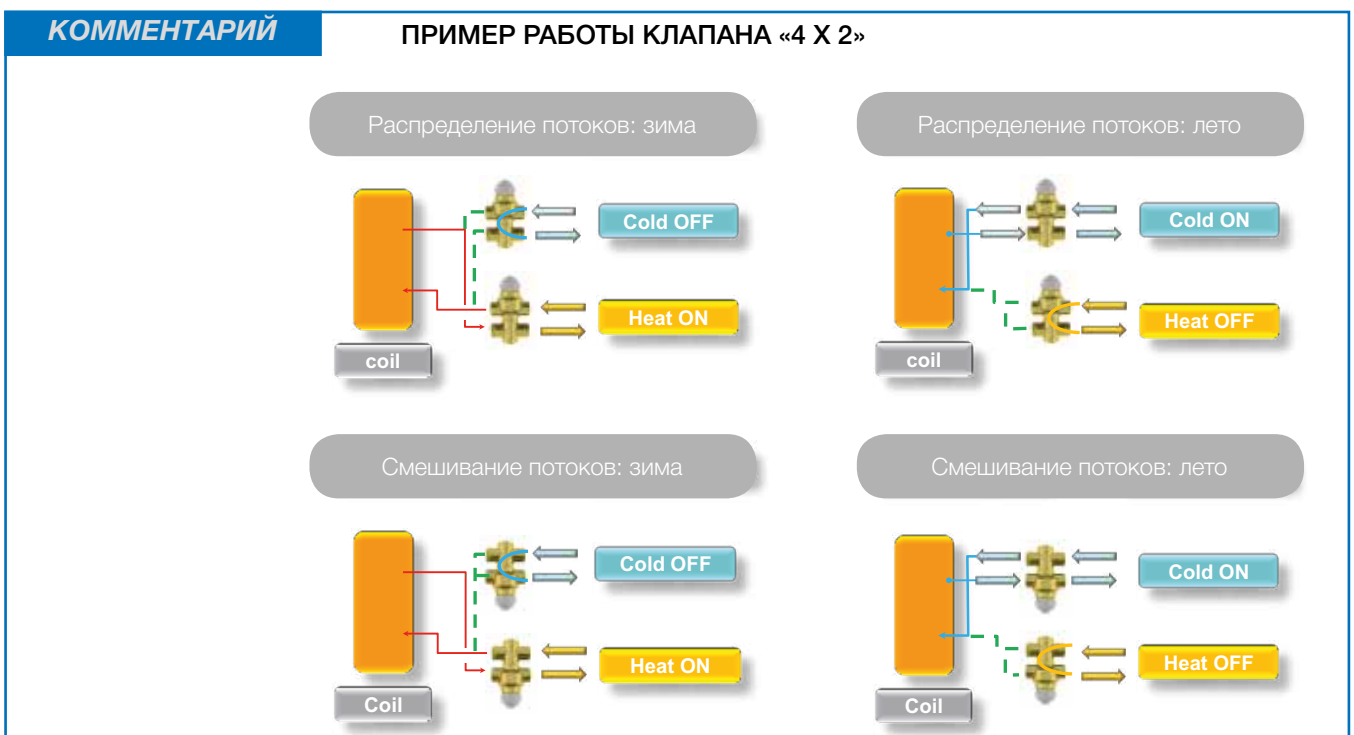 КОММЕНТАРИЙ
ПРИМЕР РАБОТЫ КЛАПАНА «4 X 2»
Распределение потоков: зима
Распределение потоков: лето
Cold OFF
Cold ON
Heat ON
Heat OFF
coil
coil
Смешивание потоков: зима
Смешивание потоков: лето
Cold OFF
Cold ON
Heat ON
Heat OFF
Coil
Coil